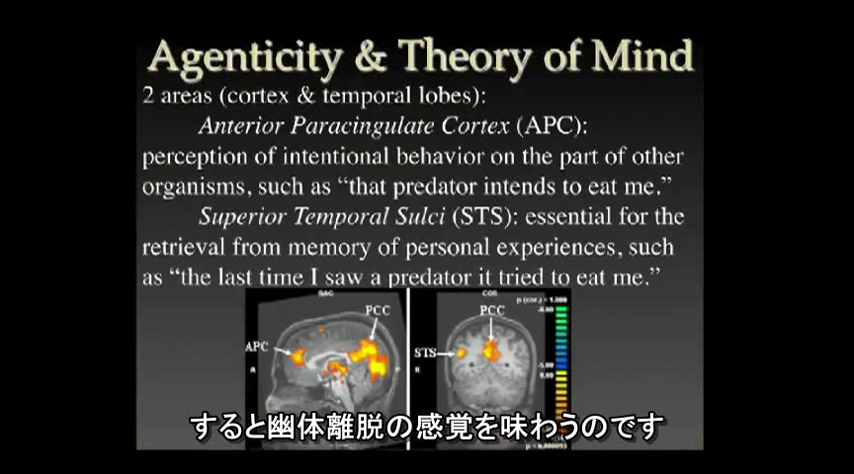 Agenticity & Theory of Mind
2 areas (cortex & temporal lobes):
Anterior Paracingulate Cortex (APC):
perception of intentional behavior on the part of other
organisms, such as “that predator intends to eat me.”
Superior Temporal Sulci (STS): essential for the
retrieval from memory of personal experiences, such
as “the last time I saw a predator it tried to eat me.”
SAG
COR
PCC
PCC
APC
STS
すると幽体離脱の感覚を味わうのです